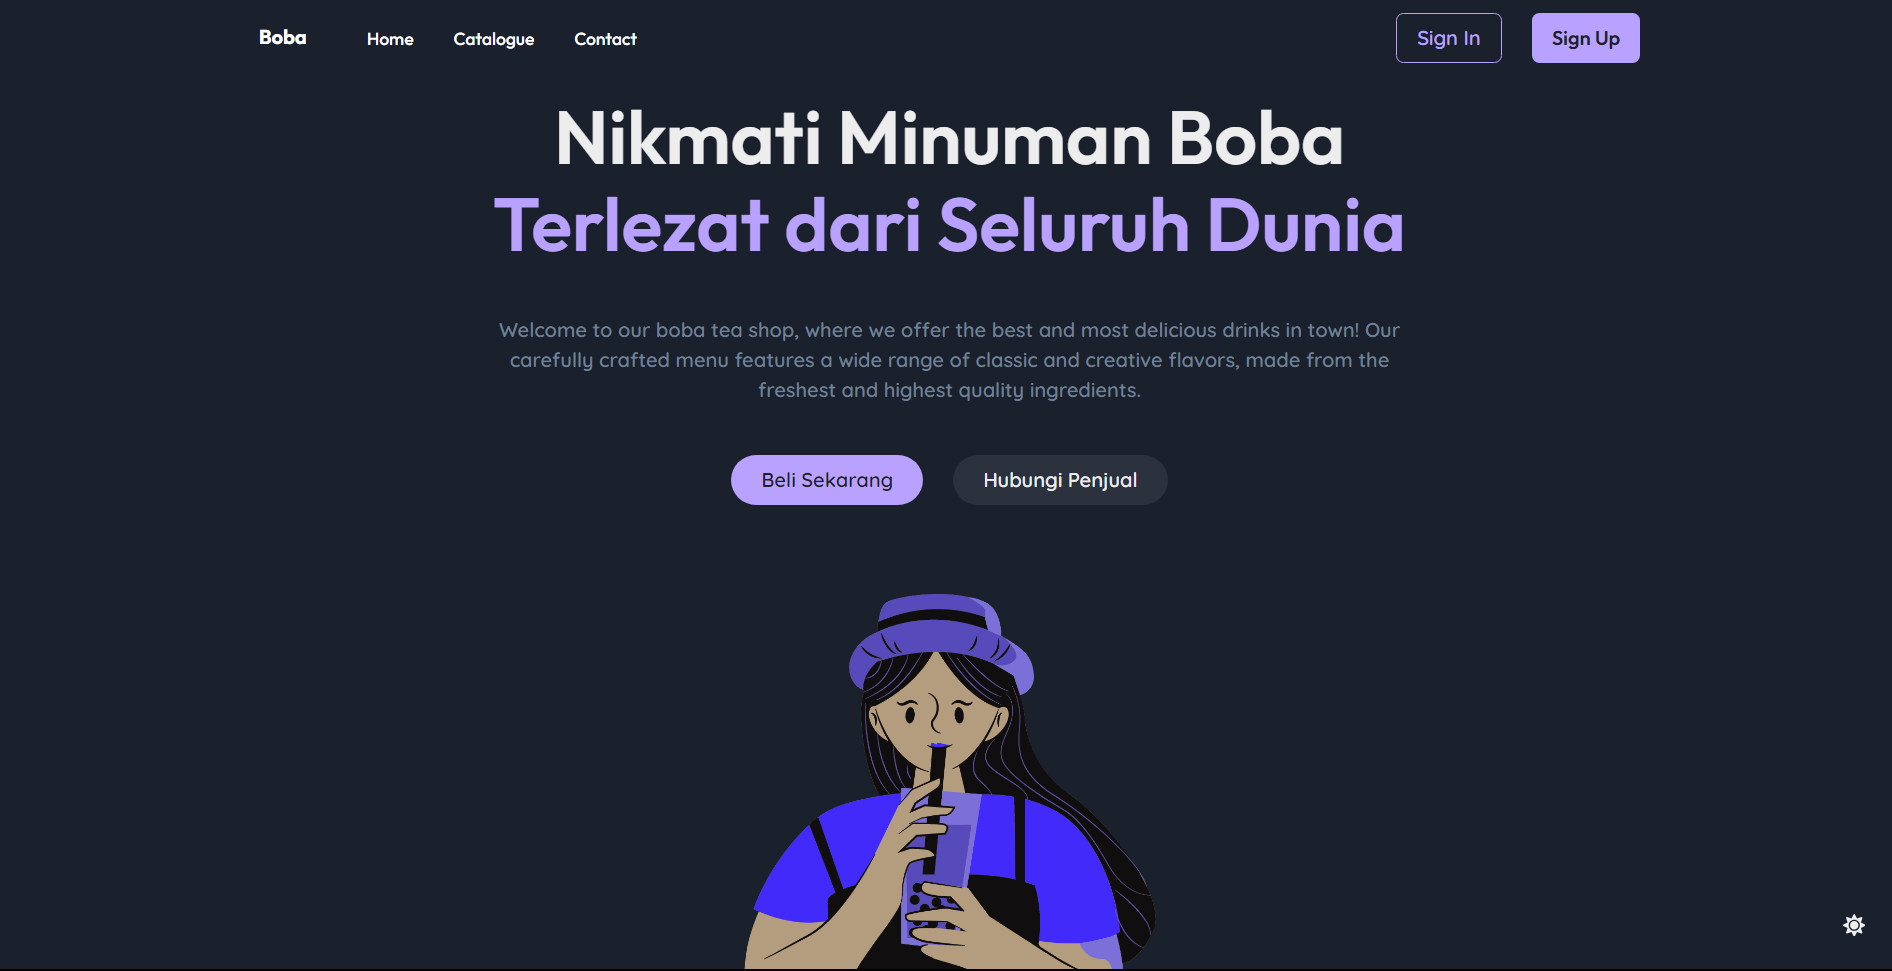 Boba
Home
Catalogue
Contact
Sign In
Sign Up
Nikmati Minuman Boba
Terlezat dari Seluruh Dunia
Welcome to our boba tea shop, where we offer the best and most delicious drinks in town! Our
carefully crafted menu features a wide range of classic and creative flavors, made from the
freshest and highest quality ingredients.
Beli Sekarang
Hubungi Penjual